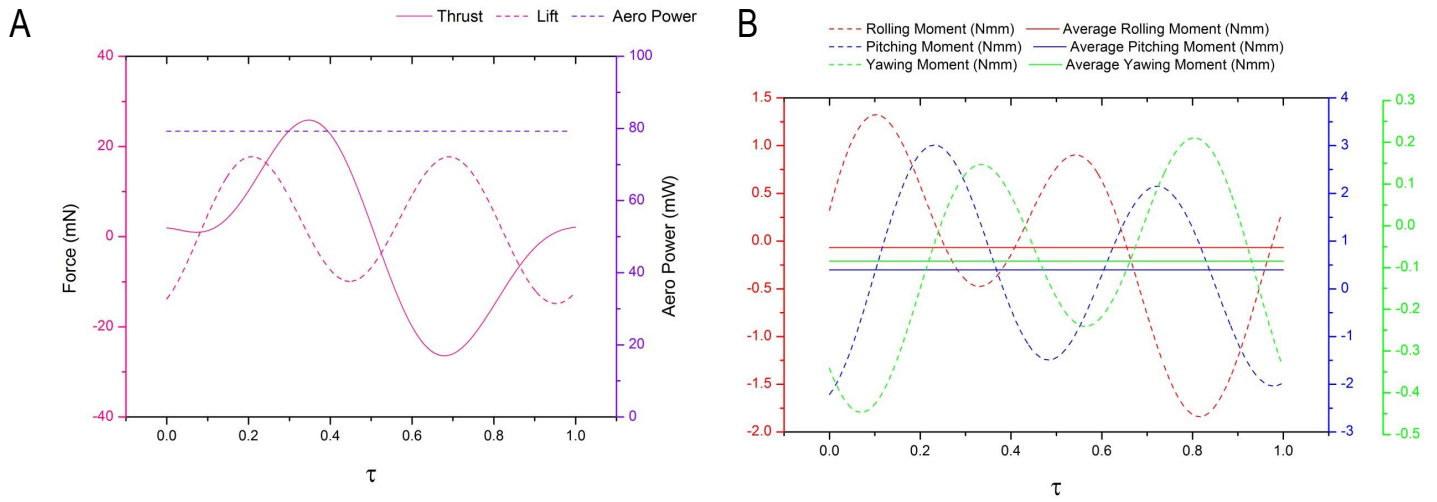 A
Thrust Lift Aero Power
40
20
0
-20
-40
Force (mN)
100
80
60
40
20
0
Aero Power (mW)
0.0 0.2 0.4 0.6 0.8 1.0
τ
B
Rolling Moment (Nmm) Average Rolling Moment (Nmm)
Pitching Moment (Nmm) Average Pitching Moment (Nmm)
Yawing Moment (Nmm) Average Yawing Moment (Nmm)
1.5
1.0
0.5
0.0
-0.5
-1.0
-1.5
-2.0
4
3
2
1
0
-1
-2
-3
0.3
0.2
0.1
-0.1
-0.2
-0.3
-0.4
-0.5
0.0 0.2 0.4 0.6 0.8 1.0
τ